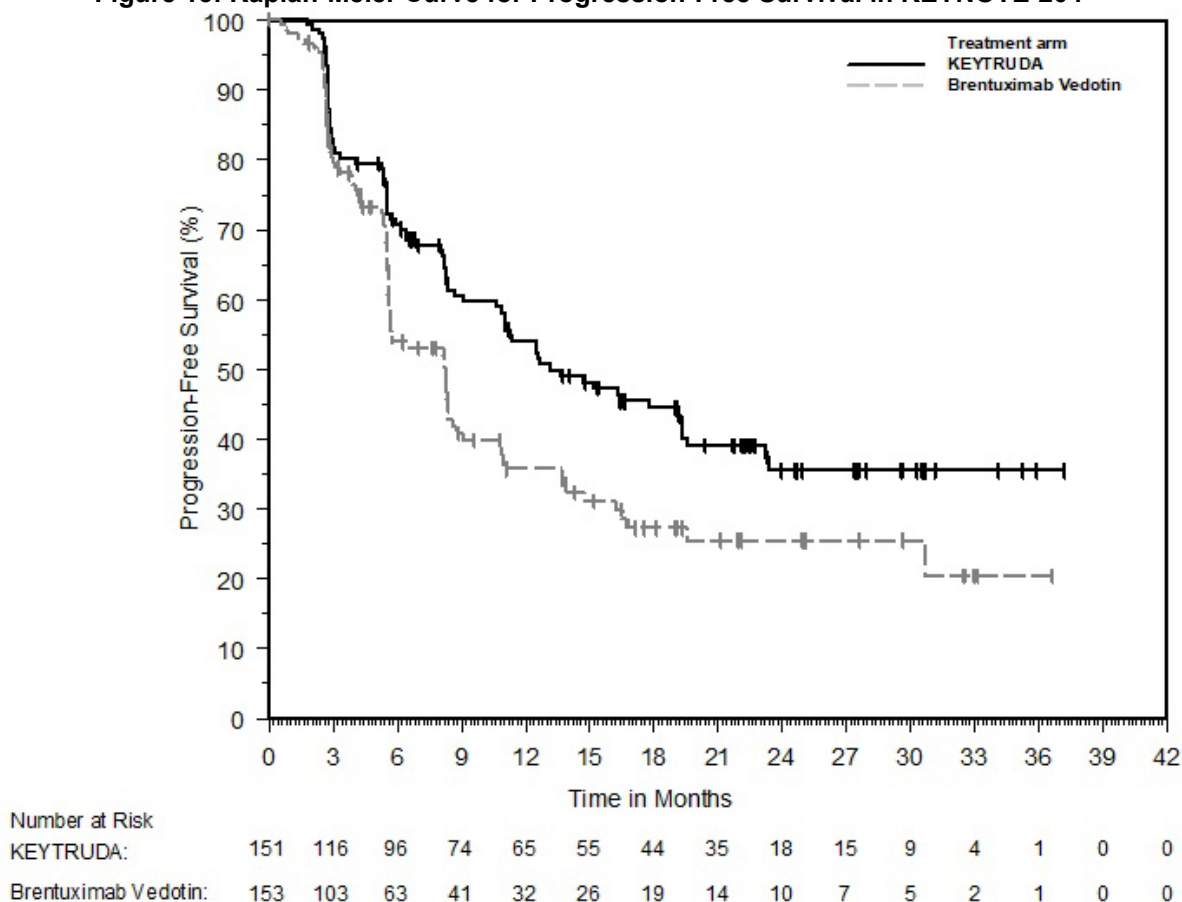 Treatment arm
KEYTRUDA
Brentuximab Vedotin
Progression-Free Survival (%)
100
90
80
70
60
50
40
30
20
10
0
0 3 6 9 12 15 18 21 24 27 30 33 36 39 42
Time in Months
Number at Risk
KEYTRUDA: 151 116 96 74 65 55 44 35 18 15 9 4 1 0 0
Brentuximab Vedotin: 153 103 63 41 32 26 19 14 10 7 5 2 1 0 0